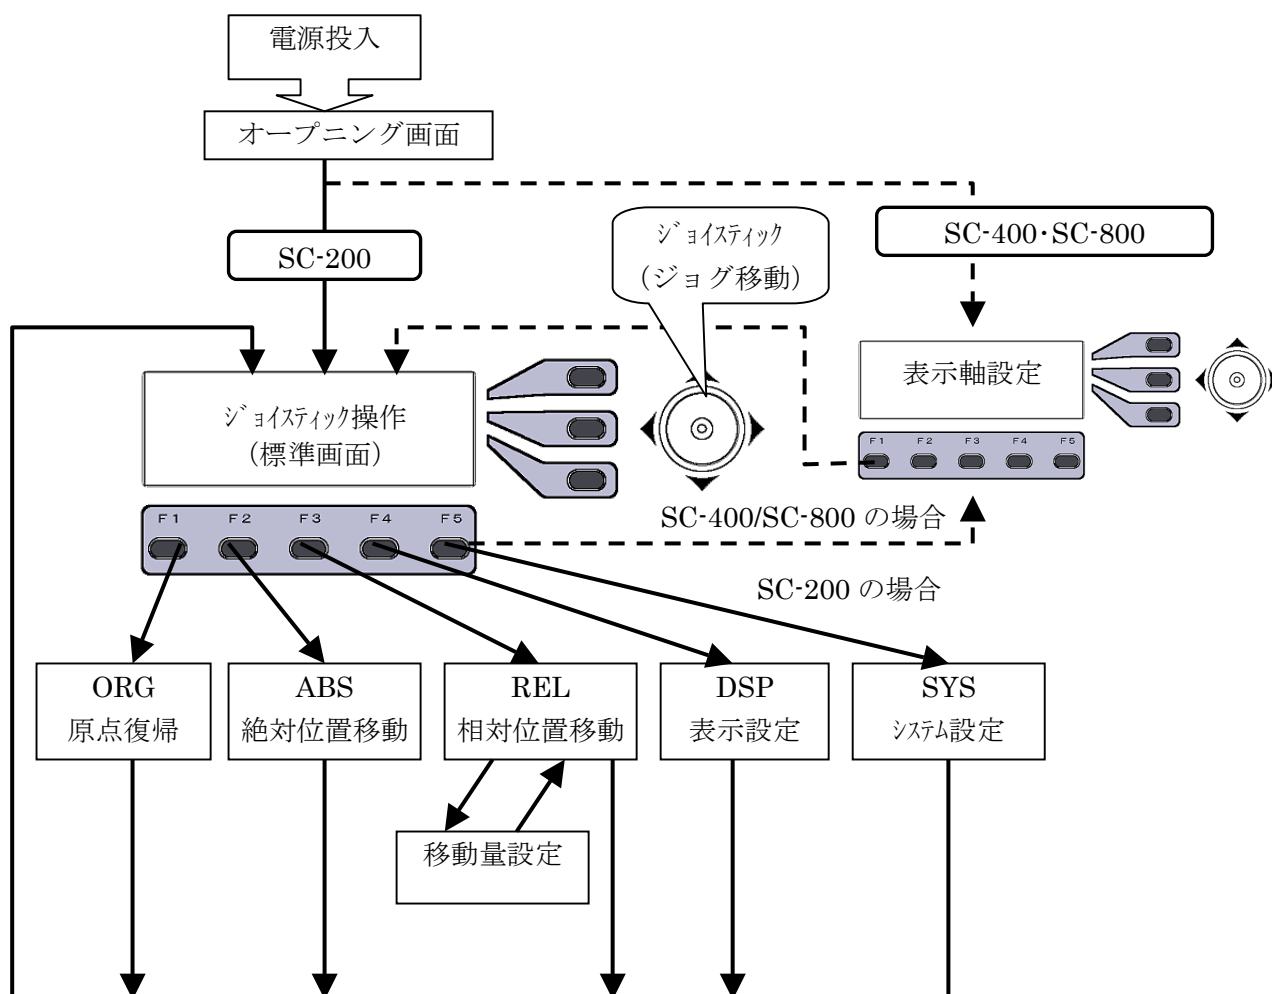 電源投入
オープニング画面
SC-200
SC-400・SC-800
ｼﾞｮｲｽﾃｨｯｸ
(ジョグ移動)
ｼﾞｮｲｽﾃｨｯｸ操作
(標準画面)
表示軸設定
F1 F2 F3 F4 F5
F1 F2 F3 F4 F5
SC-400/SC-800 の場合
SC-200 の場合
ORG
原点復帰
ABS
絶対位置移動
REL
相対位置移動
DSP
表示設定
SYS
ｼｽﾃﾑ設定
移動量設定